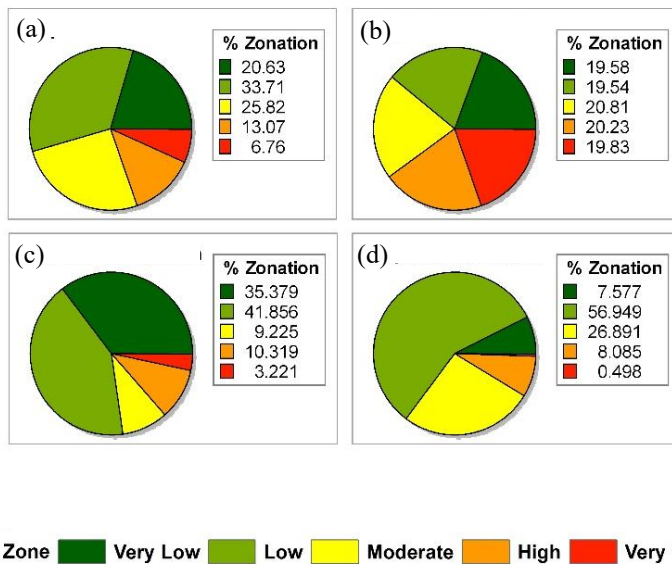 (a) .
% Zonation
20.63
33.71
25.82
13.07
6.76
(b)
% Zonation
19.58
19.54
20.81
20.23
19.83
(c)
% Zonation
35.379
41.856
9.225
10.319
3.221
(d)
% Zonation
7.577
56.949
26.891
8.085
0.498
Zone Very Low Low Moderate High Very